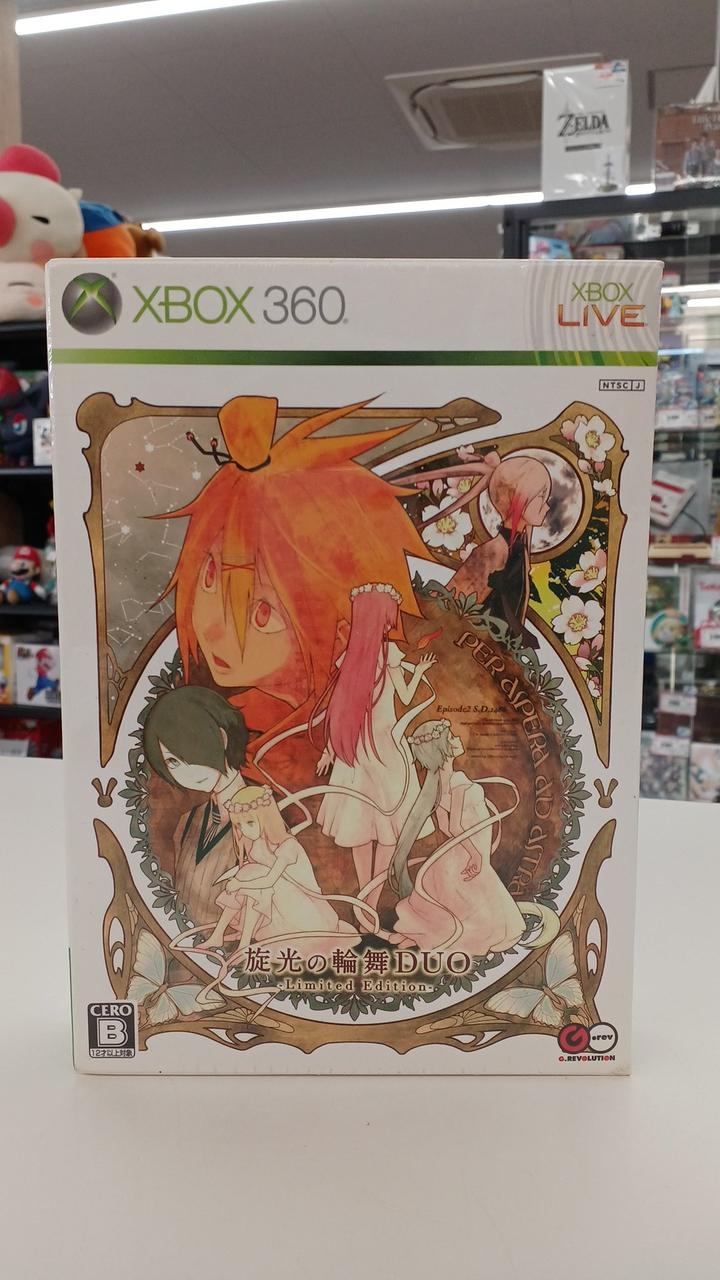 ZELDA
XBOX 360
XBOX
LIVE
NTSC J
PER ASPERA AD ASTRA
Episode2 S.D.
旋光の輪舞DUO
-Limited Edition-
CERO
B
12才以上対象
G.rev
G.REVOLUTION